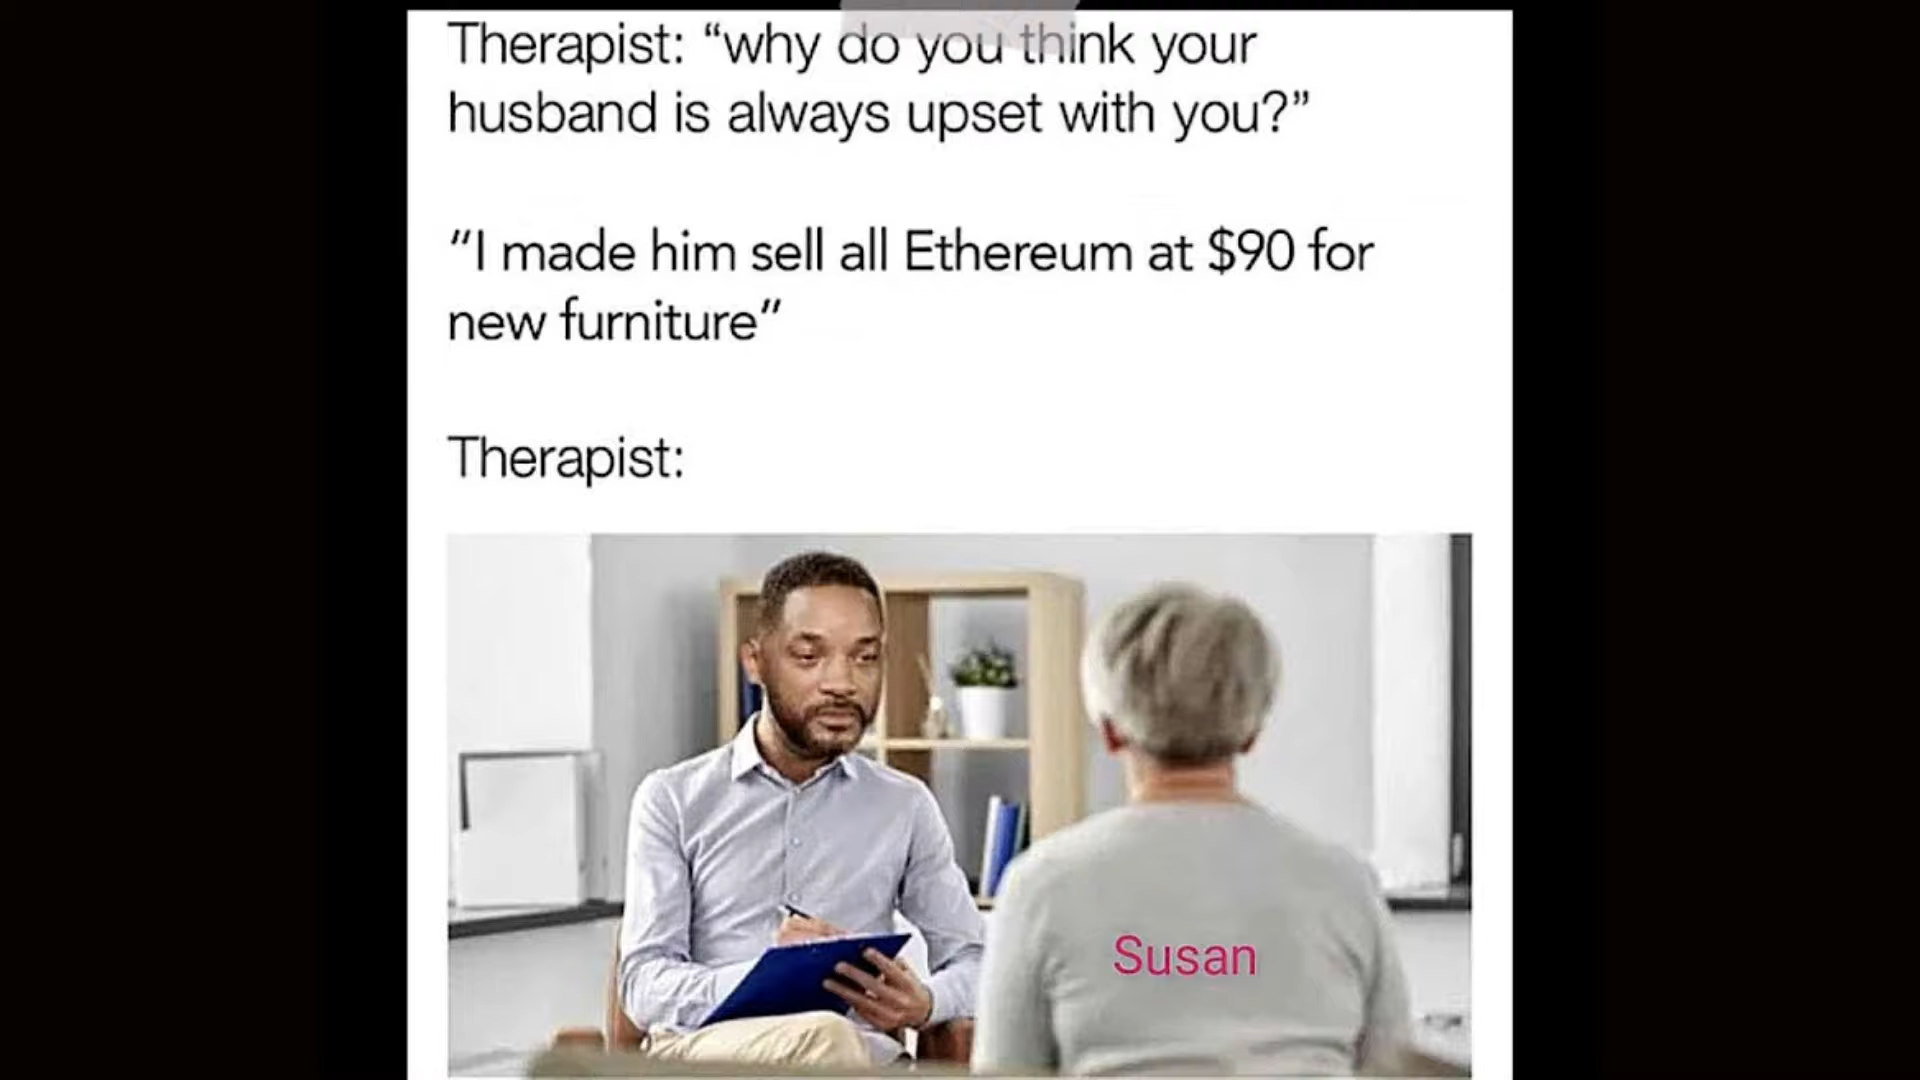 Therapist: “why do you think your
husband is always upset with you?”
“I made him sell all Ethereum at $90 for
new furniture”
Therapist:
Susan